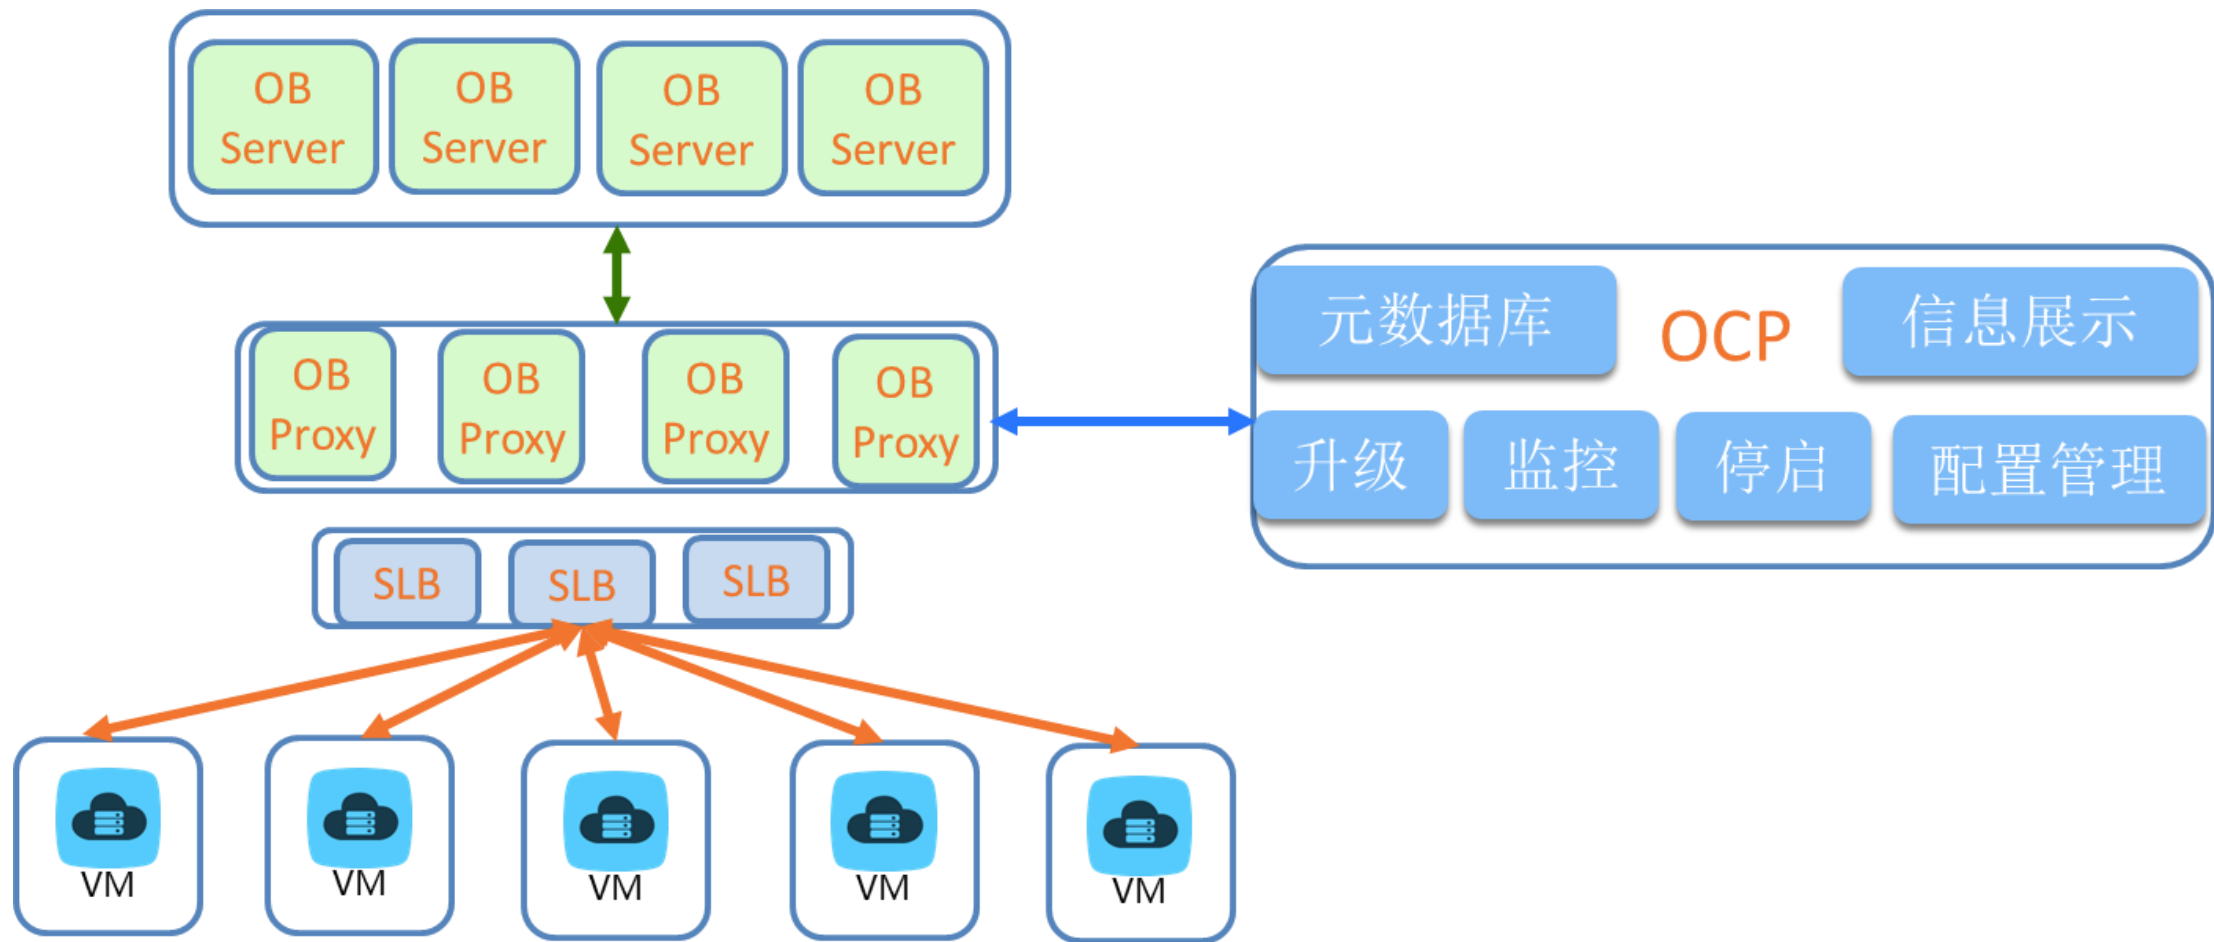 OB
Server
OB
Server
OB
Server
OB
Server
OB
Proxy
OB
Proxy
OB
Proxy
OB
Proxy
元数据库
OCP
信息展示
升级
监控
停启
配置管理
SLB
SLB
SLB
VM
VM
VM
VM
VM